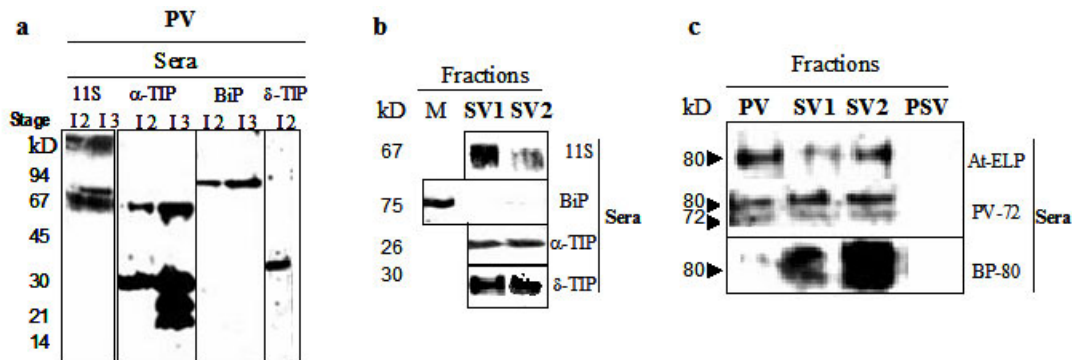 a
PV
Sera
11S α-TIP BiP δ-TIP
Stage I2 I3 I2 I3 I2 I3 I2
kD
94
67
45
30
21
14
b
Fractions
kD M SV1 SV2
67 11S
75 BiP
26 α-TIP
30 δ-TIP
Sera
c
Fractions
kD PV SV1 SV2 PSV
80 At-ELP
80 PV-72
72
80 BP-80
Sera